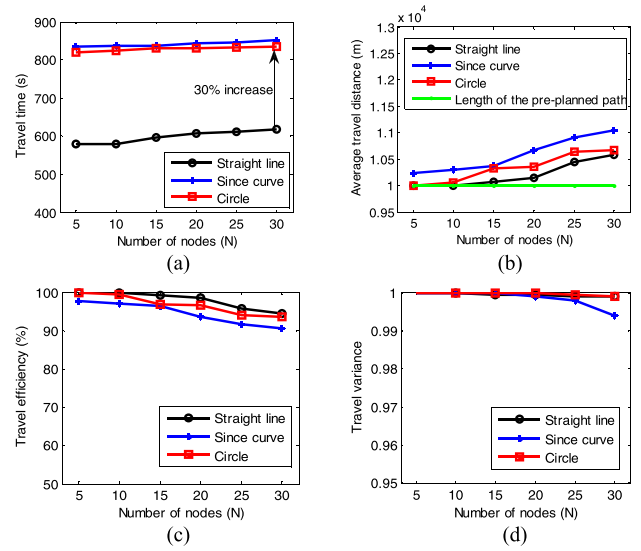 (a)
900
800
700
600
500
400
5 10 15 20 25 30
Travel time (s)
Number of nodes (N)
30% increase
Straight line
Since curve
Circle
(b)
x 10^4
1.3
1.25
1.2
1.15
1.1
1.05
1
0.95
5 10 15 20 25 30
Average travel distance (m)
Number of nodes (N)
Straight line
Since curve
Circle
Length of the pre-planned path
(c)
100
90
80
70
60
50
5 10 15 20 25 30
Travel efficiency (%)
Number of nodes (N)
Straight line
Since curve
Circle
(d)
1
0.99
0.98
0.97
0.96
0.95
5 10 15 20 25 30
Travel variance
Number of nodes (N)
Straight line
Since curve
Circle